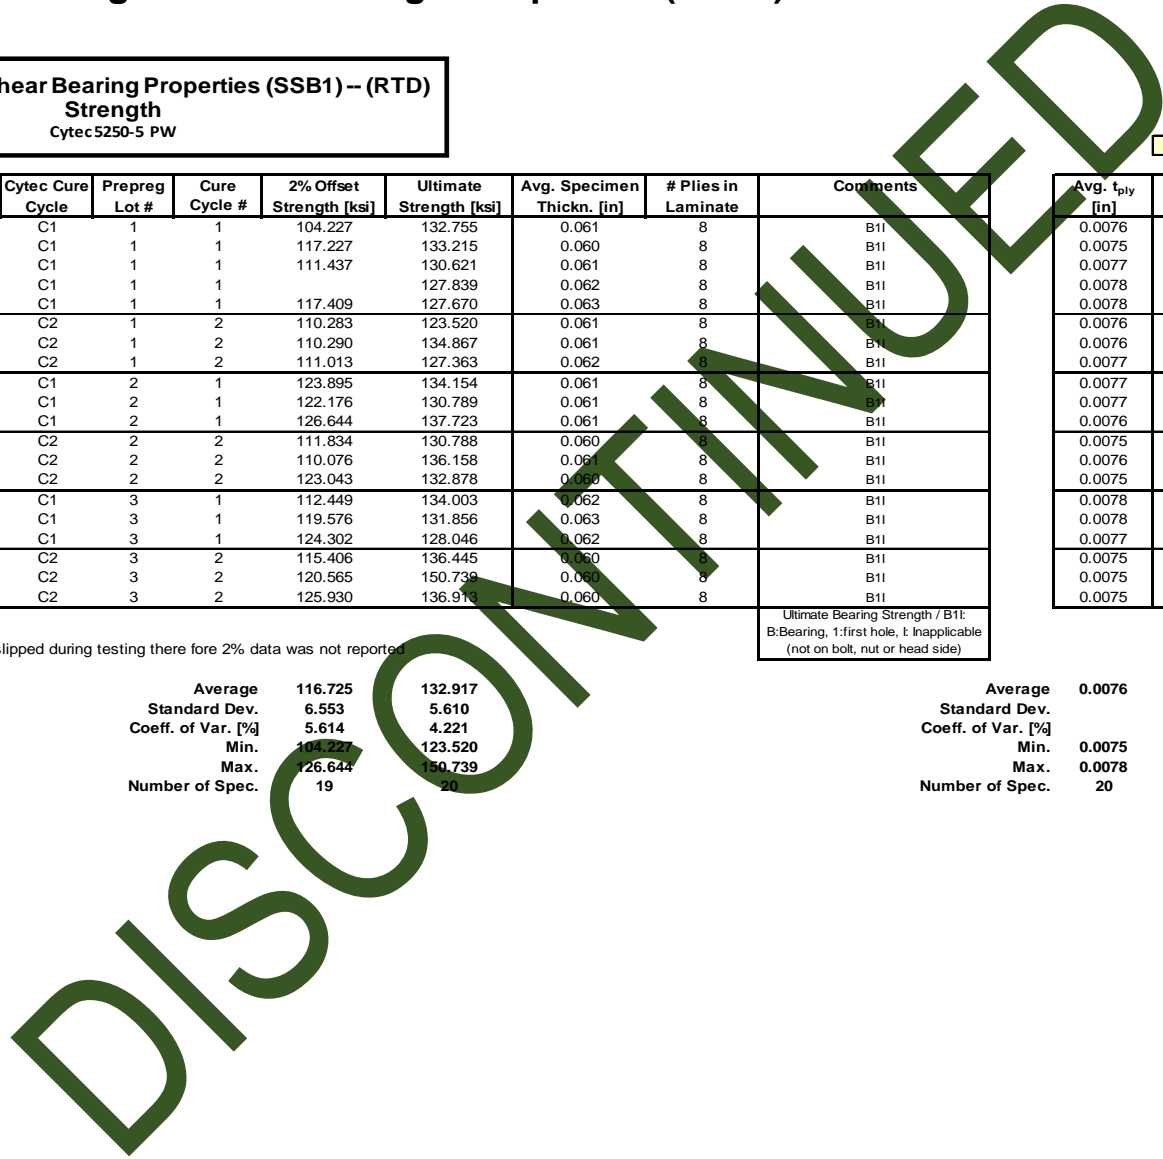 hear Bearing Properties (SSB1) -- (RTD)
Strength
Cytec 5250-5 PW
Cytec Cure Cycle Prepreg Lot # Cure Cycle # 2% Offset Strength [ksi] Ultimate Strength [ksi] Avg. Specimen Thickn. [in] # Plies in Laminate Comments Avg. tply [in]
C1 1 1 104.227 132.755 0.061 8 B1I 0.0076
C1 1 1 117.227 133.215 0.060 8 B1I 0.0075
C1 1 1 111.437 130.621 0.061 8 B1I 0.0077
C1 1 1 127.839 0.062 8 B1I 0.0078
C1 1 1 117.409 127.670 0.063 8 B1I 0.0078
C2 1 2 110.283 123.520 0.061 8 B1I 0.0076
C2 1 2 110.290 134.867 0.061 8 B1I 0.0076
C2 1 2 111.013 127.363 0.062 8 B1I 0.0077
C1 2 1 123.895 134.154 0.061 8 B1I 0.0077
C1 2 1 122.176 130.789 0.061 8 B1I 0.0077
C1 2 1 126.644 137.723 0.061 8 B1I 0.0076
C2 2 2 111.834 130.788 0.060 8 B1I 0.0075
C2 2 2 110.076 136.158 0.061 8 B1I 0.0076
C2 2 2 123.043 132.878 0.060 8 B1I 0.0075
C1 3 1 112.449 134.003 0.062 8 B1I 0.0078
C1 3 1 119.576 131.856 0.063 8 B1I 0.0078
C1 3 1 124.302 128.046 0.062 8 B1I 0.0077
C2 3 2 115.406 136.445 0.060 8 B1I 0.0075
C2 3 2 120.565 150.739 0.060 8 B1I 0.0075
C2 3 2 125.930 136.913 0.060 8 B1I 0.0075
Ultimate Bearing Strength / B1I:
B:Bearing, 1:first hole, I: Inapplicable
(not on bolt, nut or head side)
slipped during testing there fore 2% data was not reported
Average 116.725 132.917 Average 0.0076
Standard Dev. 6.553 5.610 Standard Dev.
Coeff. of Var. [%] 5.614 4.221 Coeff. of Var. [%]
Min. 104.227 123.520 Min. 0.0075
Max. 126.644 150.739 Max. 0.0078
Number of Spec. 19 20 Number of Spec. 20
DISCONTINUED